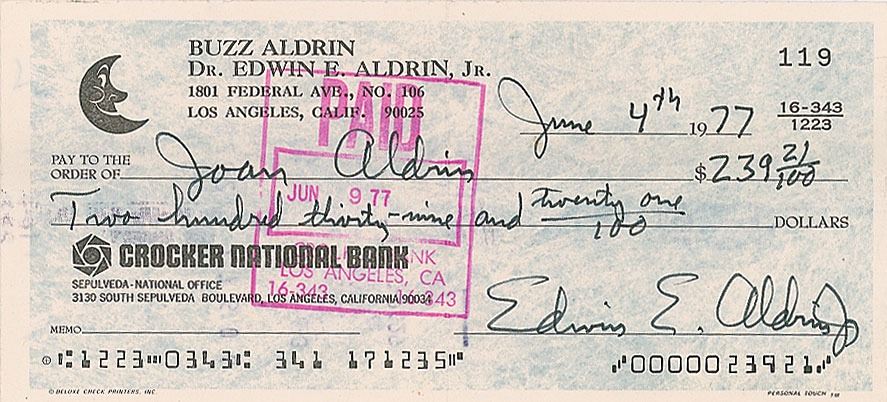 BUZZ ALDRIN
DR. EDWIN E. ALDRIN, JR.
1801 FEDERAL AVE., NO. 106
LOS ANGELES, CALIF. 90025
119
June 4th 1977
16-343
1223
PAID
PAY TO THE
ORDER OF Joan Aldrin $239 21/100
JUN 9 77
Two hundred thirty-nine and twenty one/100 DOLLARS
CROCKER NATIONAL BANK
NK
LOS ANGELES, CA
16-343 16-343
SEPULVEDA-NATIONAL OFFICE
3130 SOUTH SEPULVEDA BOULEVARD, LOS ANGELES, CALIFORNIA 90034
MEMO
Edwin E. Aldrin Jr
⑆1223⑉0343⑆ 341 171235⑈ ⑈0000023921⑈
© DELUXE CHECK PRINTERS, INC.
PERSONAL TOUCH TM